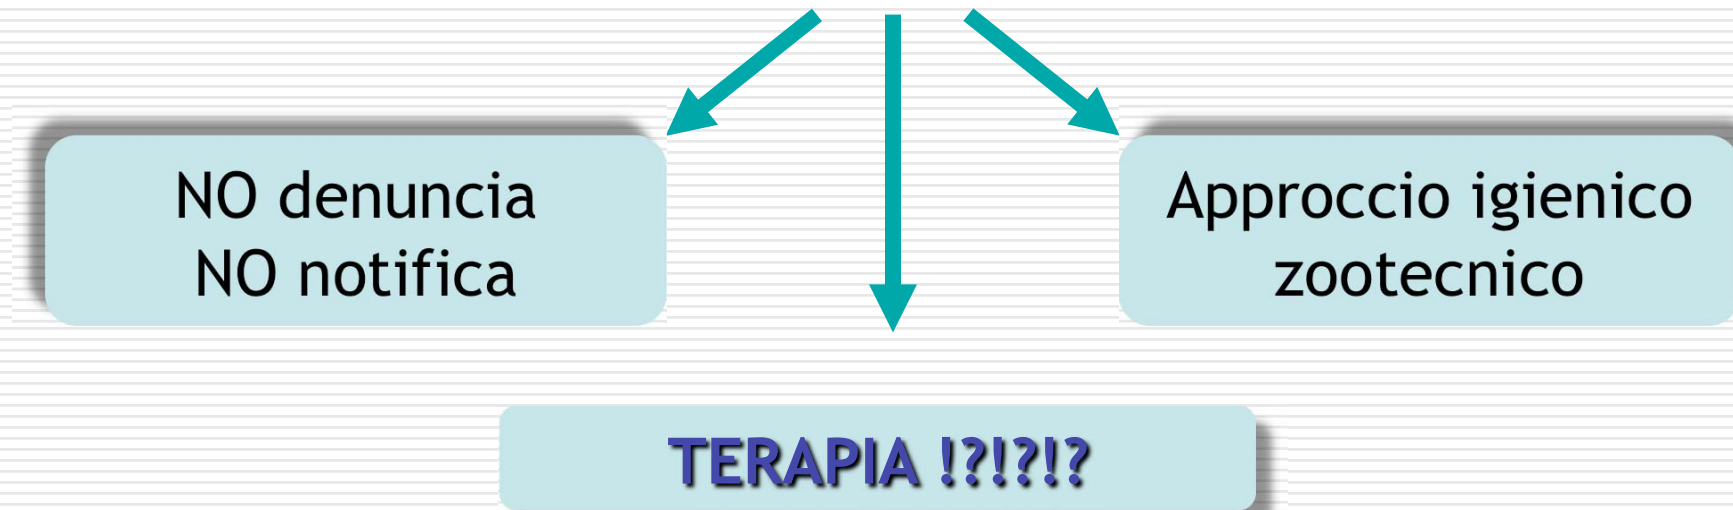 NO denuncia
NO notifica
Approccio igienico
zootecnico
TERAPIA !?!?!?